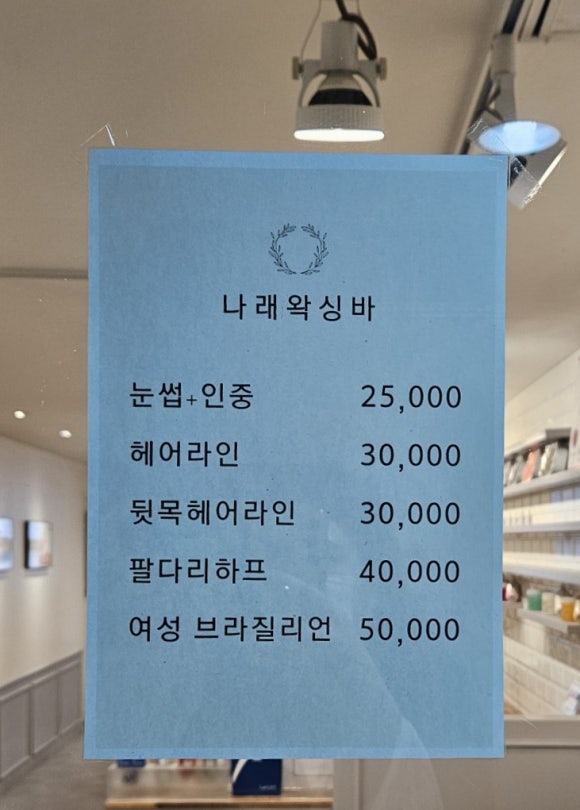 나래왁싱바
눈썹+인중 25,000
헤어라인 30,000
뒷목헤어라인 30,000
팔다리하프 40,000
여성 브라질리언 50,000